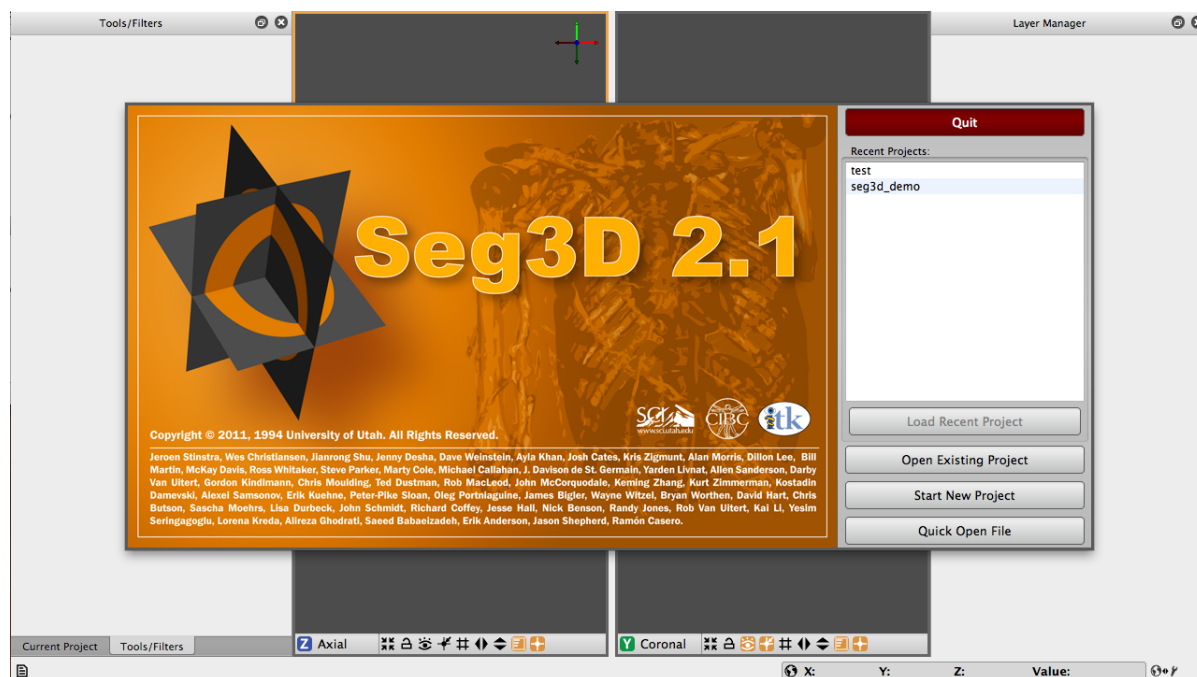 Tools/Filters
Layer Manager
Seg3D 2.1
Quit
Recent Projects:
test
seg3d_demo
SCI
www.sci.utah.edu
CIBC
itk
Load Recent Project
Open Existing Project
Start New Project
Quick Open File
Copyright © 2011, 1994 University of Utah. All Rights Reserved.
Jeroen Stinstra, Wes Christiansen, Jianrong Shu, Jenny Desha, Dave Weinstein, Ayla Khan, Josh Cates, Kris Zigmunt, Alan Morris, Dillon Lee, Bill
Martin, McKay Davis, Ross Whitaker, Steve Parker, Marty Cole, Michael Callahan, J. Davison de St. Germain, Yarden Livnat, Allen Sanderson, Darby
Van Uitert, Gordon Kindlmann, Chris Moulding, Ted Dustman, Rob MacLeod, John McCorquodale, Keming Zhang, Kurt Zimmerman, Kostadin
Damevski, Alexei Samsonov, Erik Kuehne, Peter-Pike Sloan, Oleg Portniaguine, James Bigler, Wayne Witzel, Bryan Worthen, David Hart, Chris
Butson, Sascha Moehrs, Lisa Durbeck, John Schmidt, Richard Coffey, Jesse Hall, Nick Benson, Randy Jones, Rob Van Uitert, Kai Li, Yesim
Seringagoglu, Lorena Kreda, Alireza Ghodrati, Saeed Babaeizadeh, Erik Anderson, Jason Shepherd, Ramón Casero.
Current Project
Tools/Filters
Z Axial
Y Coronal
X: Y: Z: Value: